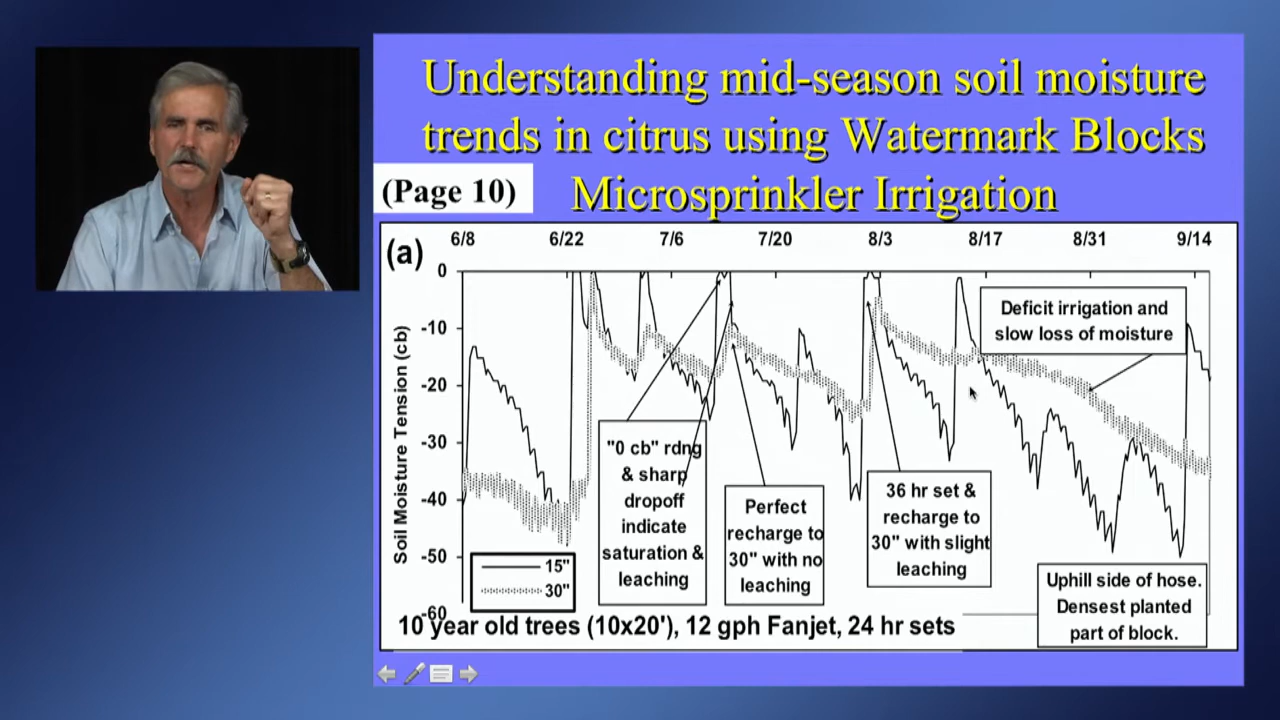 Understanding mid-season soil moisture
trends in citrus using Watermark Blocks
(Page 10)
Microsprinkler Irrigation
(a)
6/8 6/22 7/6 7/20 8/3 8/17 8/31 9/14
Soil Moisture Tension (cb)
0
-10
-20
-30
-40
-50
-60
Deficit irrigation and
slow loss of moisture
"0 cb" rdng
& sharp
dropoff
indicate
saturation &
leaching
Perfect
recharge to
30" with no
leaching
36 hr set &
recharge to
30" with slight
leaching
15"
30"
Uphill side of hose.
Densest planted
part of block.
10 year old trees (10x20'), 12 gph Fanjet, 24 hr sets